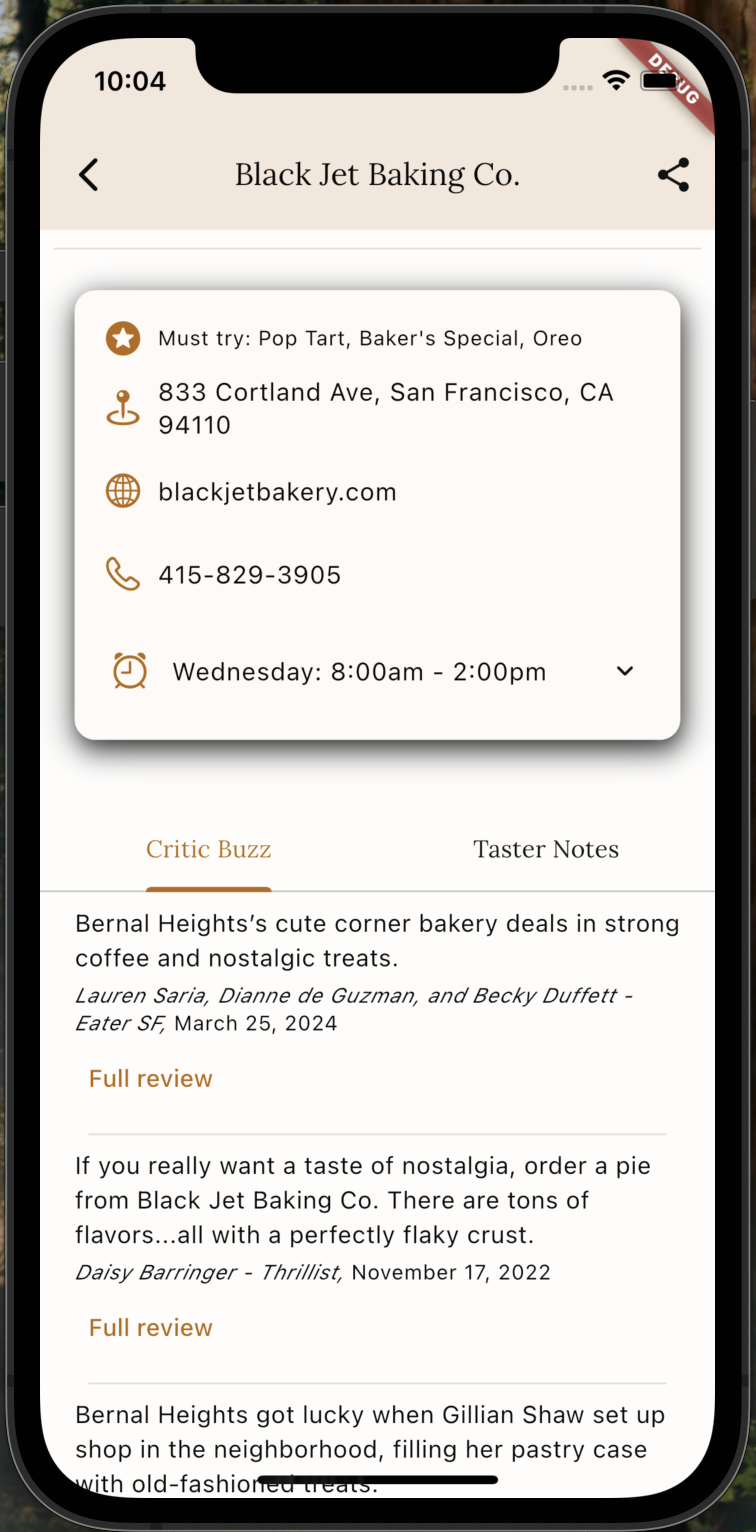 10:04
DEBUG
Black Jet Baking Co.
Must try: Pop Tart, Baker's Special, Oreo
833 Cortland Ave, San Francisco, CA
94110
blackjetbakery.com
415-829-3905
Wednesday: 8:00am - 2:00pm
Critic Buzz
Taster Notes
Bernal Heights’s cute corner bakery deals in strong
coffee and nostalgic treats.
Lauren Saria, Dianne de Guzman, and Becky Duffett -
Eater SF, March 25, 2024
Full review
If you really want a taste of nostalgia, order a pie
from Black Jet Baking Co. There are tons of
flavors...all with a perfectly flaky crust.
Daisy Barringer - Thrillist, November 17, 2022
Full review
Bernal Heights got lucky when Gillian Shaw set up
shop in the neighborhood, filling her pastry case
with old-fashioned treats.